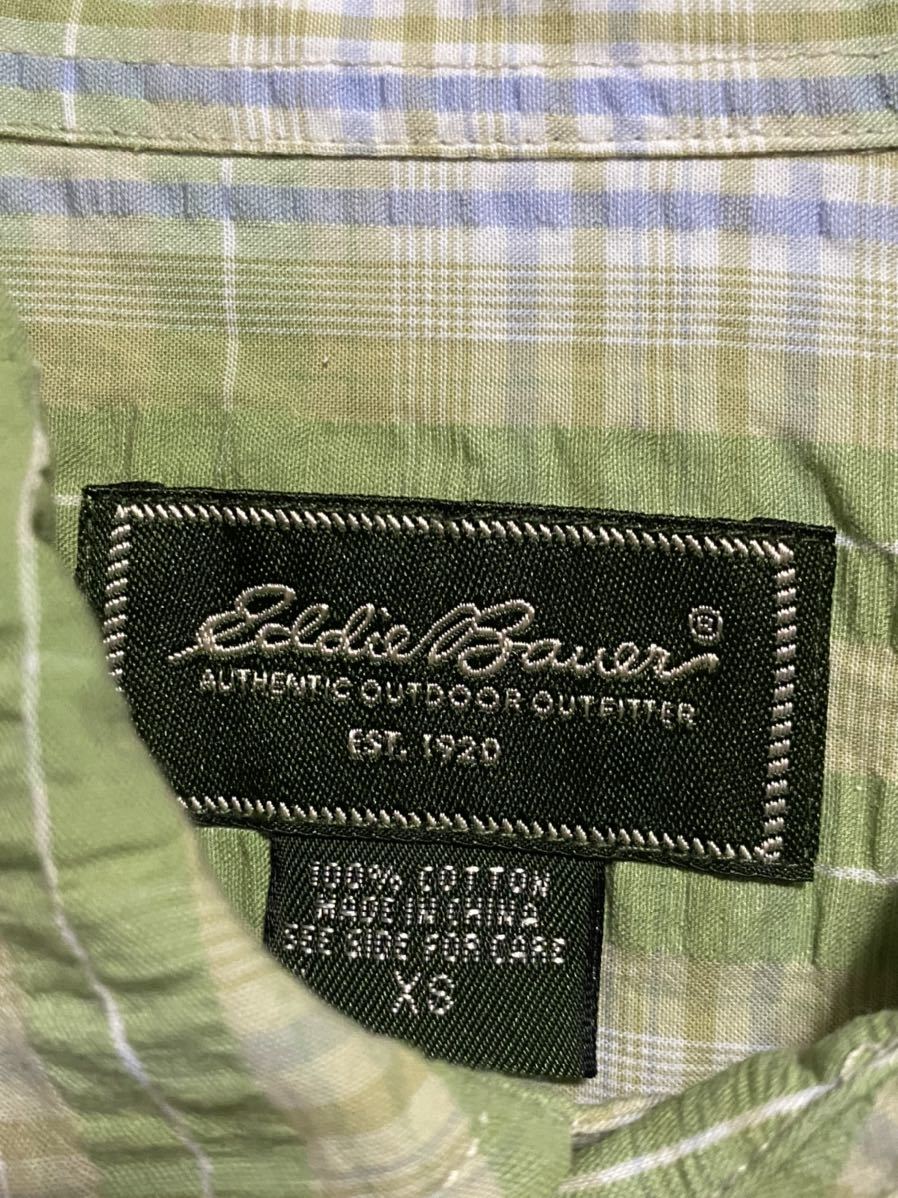 Eddie Bauer ®
AUTHENTIC OUTDOOR OUTFITTER
EST. 1920
100% COTTON
MADE IN CHINA
SEE SIDE FOR CARE
XS